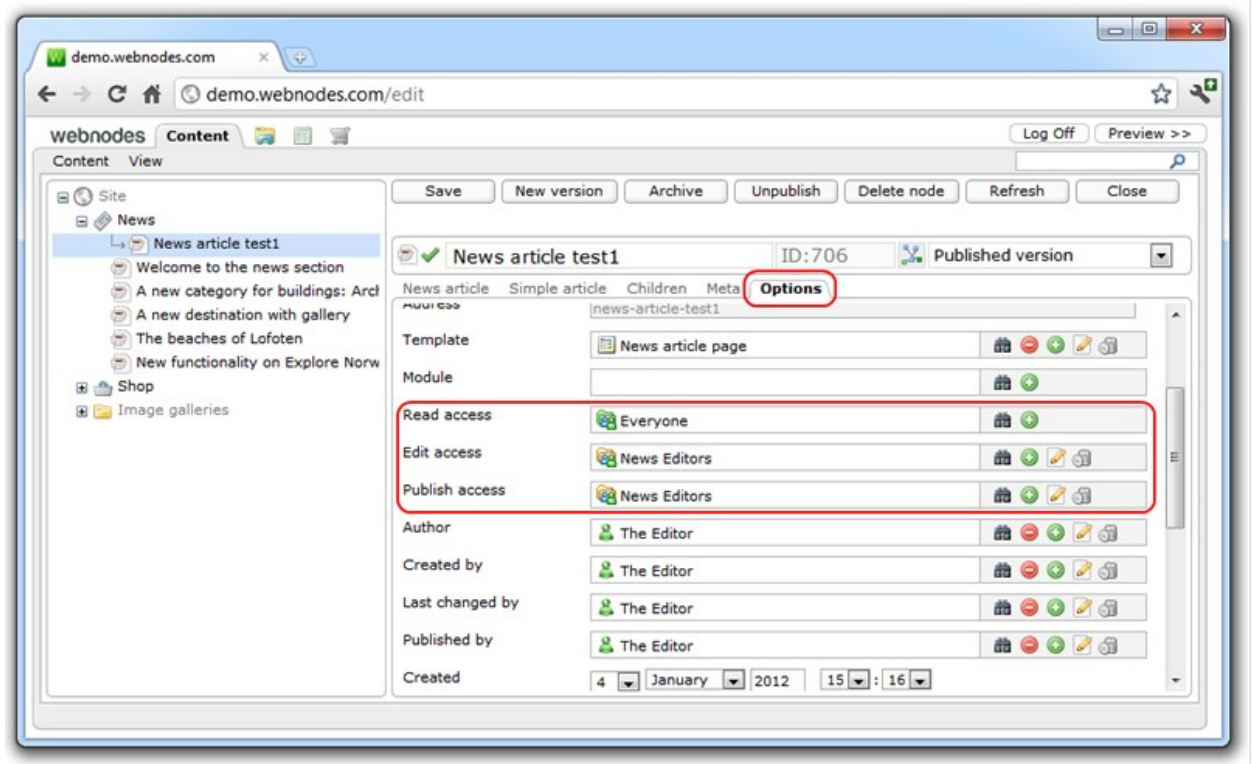 demo.webnodes.com
demo.webnodes.com/edit
webnodes Content Log Off Preview >>
Content View
Site
News
News article test1
Welcome to the news section
A new category for buildings: Arcl
A new destination with gallery
The beaches of Lofoten
New functionality on Explore Norw
Shop
Image galleries
Save New version Archive Unpublish Delete node Refresh Close
News article test1 ID:706 Published version
News article Simple article Children Meta Options
Address news-article-test1
Template News article page
Module
Read access Everyone
Edit access News Editors
Publish access News Editors
Author The Editor
Created by The Editor
Last changed by The Editor
Published by The Editor
Created 4 January 2012 15 : 16